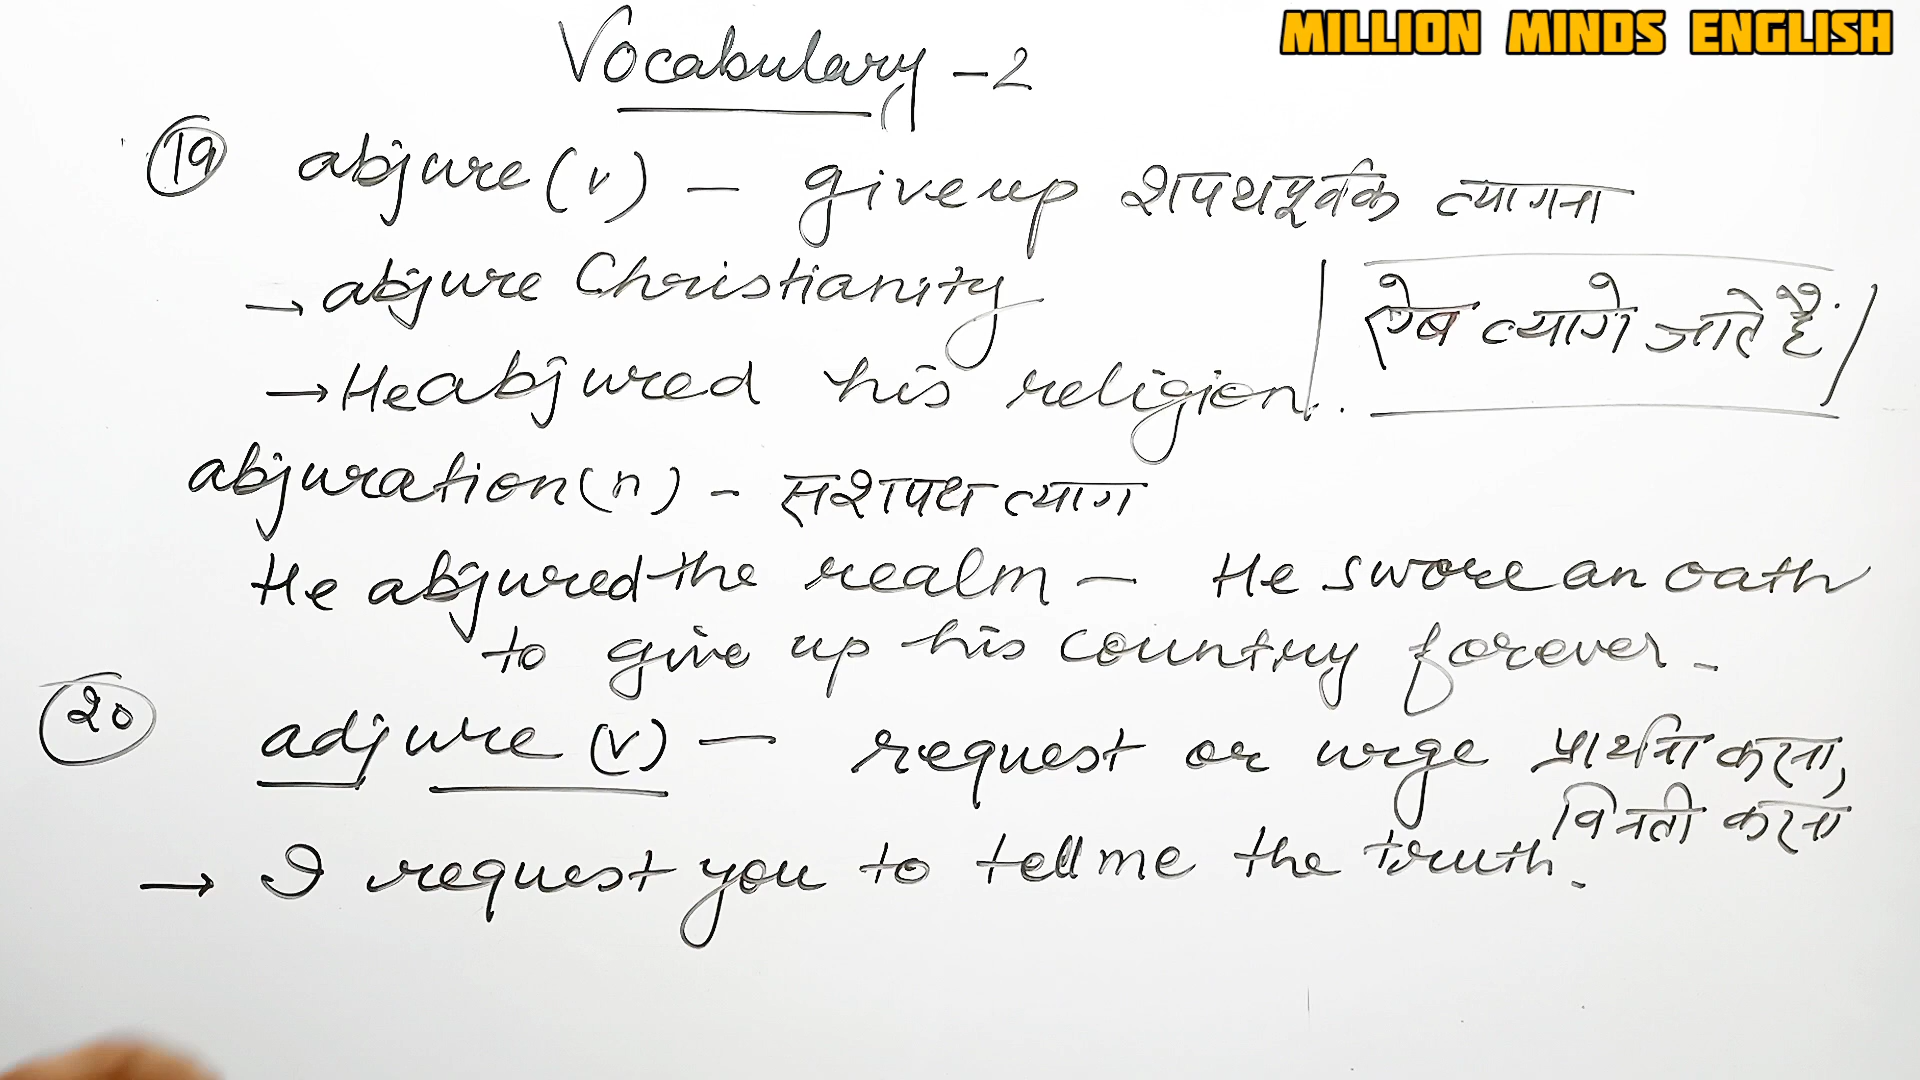 MILLION MINDS ENGLISH
Vocabulary - 2
19 abjure (v) - give up शपथपूर्वक त्यागना
→ abjure Christianity
ऐब त्यागे जाते हैं
→ He abjured his religion.
abjuration (n) - सशपथ त्याग
He abjured the realm - He swore an oath
to give up his country forever -
20 adjure (v) - request or urge प्रार्थना करना,
विनती करना
→ I request you to tell me the truth.